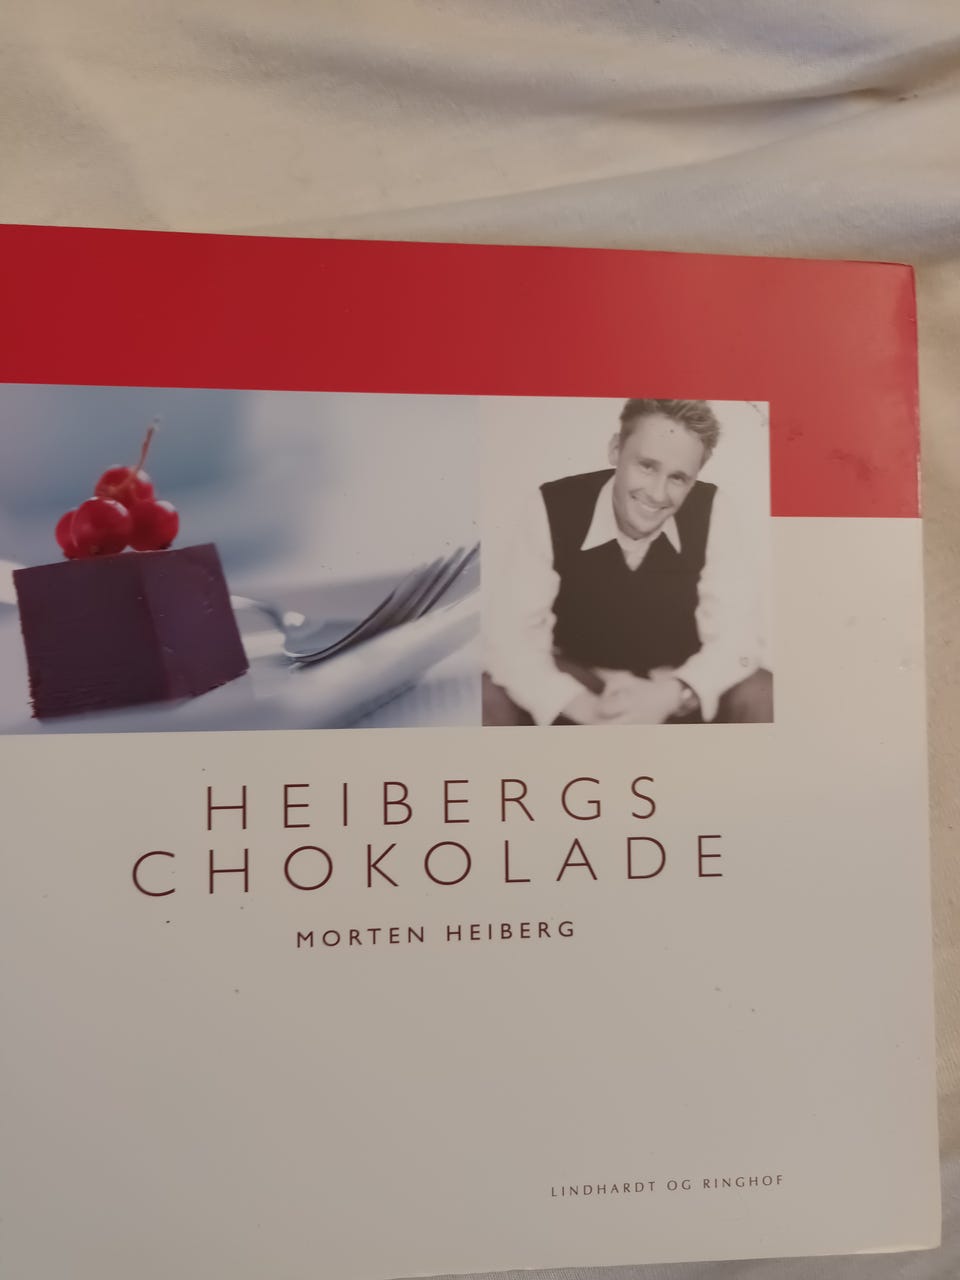 HEIBERGS
CHOKOLADE
MORTEN HEIBERG
LINDHARDT OG RINGHOF